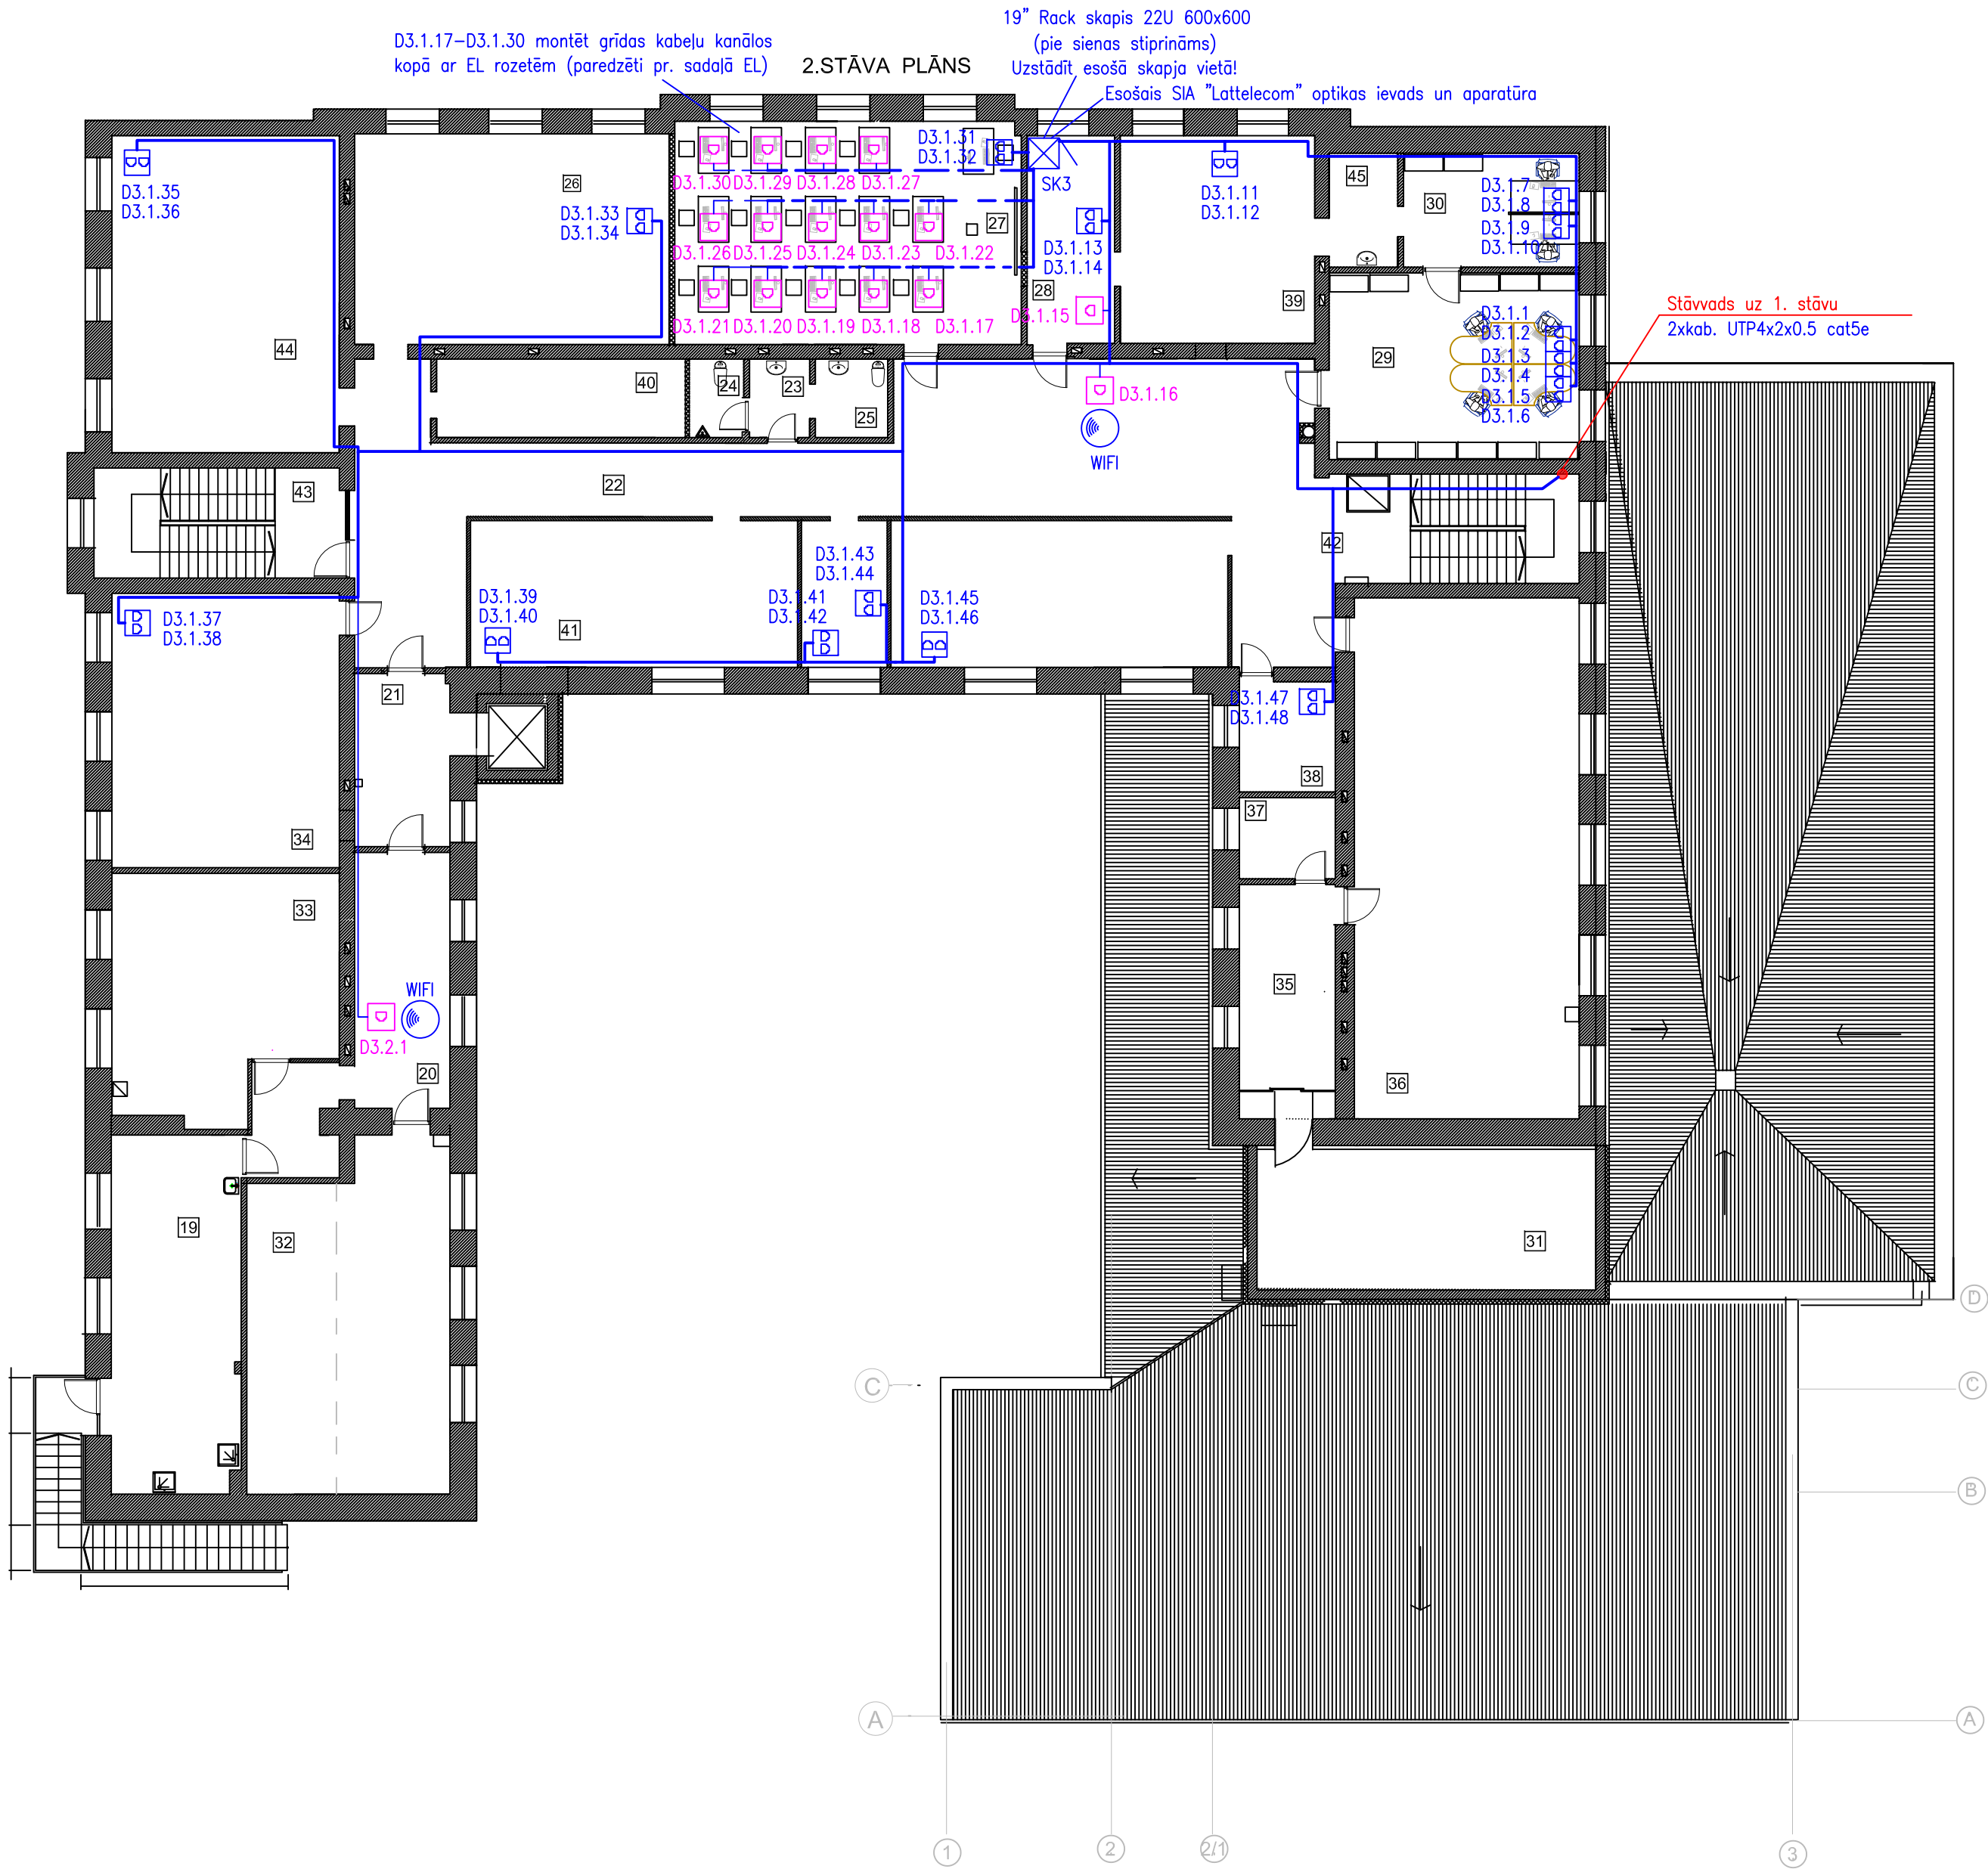 19” Rack skapis 22U 600x600
(pie sienas stiprināms)
Uzstādīt esošā skapja vietā!
D3.1.17–D3.1.30 montēt grīdas kabeļu kanālos
kopā ar EL rozetēm (paredzēti pr. sadaļā EL)
2.STĀVA PLĀNS
Esošais SIA "Lattelecom" optikas ievads un aparatūra
D3.1.35
D3.1.36
26
D3.1.33
D3.1.34
D3.1.31
D3.1.32
D3.1.30
D3.1.29
D3.1.28
D3.1.27
SK3
D3.1.26
D3.1.25
D3.1.24
D3.1.23
D3.1.22
27
D3.1.21
D3.1.20
D3.1.19
D3.1.18
D3.1.17
D3.1.13
D3.1.14
28
D3.1.15
D3.1.11
D3.1.12
39
45
30
D3.1.7
D3.1.8
D3.1.9
D3.1.10
Stāvvads uz 1. stāvu
2xkab. UTP4x2x0.5 cat5e
D3.1.1
D3.1.2
D3.1.3
D3.1.4
D3.1.5
D3.1.6
29
44
40
24
23
25
D3.1.16
WIFI
43
22
42
D3.1.43
D3.1.44
D3.1.39
D3.1.40
D3.1.41
D3.1.42
D3.1.45
D3.1.46
41
D3.1.37
D3.1.38
21
D3.1.47
D3.1.48
38
37
34
33
35
WIFI
D3.2.1
20
36
19
32
31
D
C
C
B
A
A
1
2
2/1
3